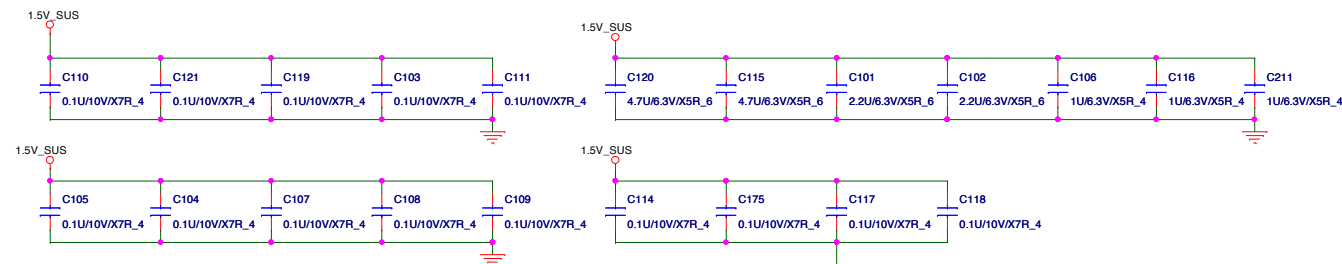 1.5V_SUS
C110
0.1U/10V/X7R_4
C121
0.1U/10V/X7R_4
C119
0.1U/10V/X7R_4
C103
0.1U/10V/X7R_4
C111
0.1U/10V/X7R_4
1.5V_SUS
C120
4.7U/6.3V/X5R_6
C115
4.7U/6.3V/X5R_6
C101
2.2U/6.3V/X5R_6
C102
2.2U/6.3V/X5R_6
C106
1U/6.3V/X5R_4
C116
1U/6.3V/X5R_4
C211
1U/6.3V/X5R_4
1.5V_SUS
C105
0.1U/10V/X7R_4
C104
0.1U/10V/X7R_4
C107
0.1U/10V/X7R_4
C108
0.1U/10V/X7R_4
C109
0.1U/10V/X7R_4
1.5V_SUS
C114
0.1U/10V/X7R_4
C175
0.1U/10V/X7R_4
C117
0.1U/10V/X7R_4
C118
0.1U/10V/X7R_4